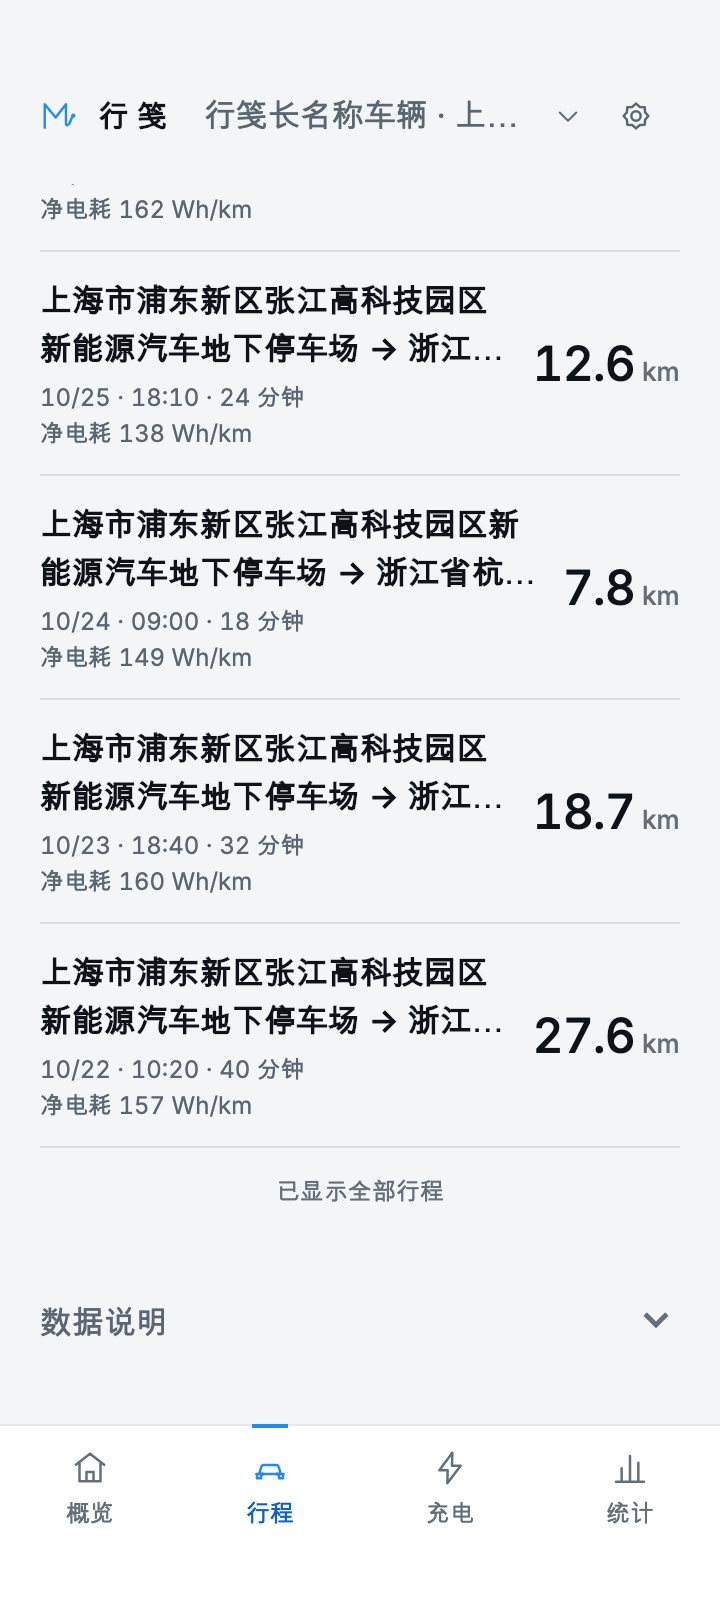 行笺 行笺长名称车辆 · 上...
净电耗 162 Wh/km
上海市浦东新区张江高科技园区
新能源汽车地下停车场 → 浙江...
12.6 km
10/25 · 18:10 · 24 分钟
净电耗 138 Wh/km
上海市浦东新区张江高科技园区新
能源汽车地下停车场 → 浙江省杭...
7.8 km
10/24 · 09:00 · 18 分钟
净电耗 149 Wh/km
上海市浦东新区张江高科技园区
新能源汽车地下停车场 → 浙江...
18.7 km
10/23 · 18:40 · 32 分钟
净电耗 160 Wh/km
上海市浦东新区张江高科技园区
新能源汽车地下停车场 → 浙江...
27.6 km
10/22 · 10:20 · 40 分钟
净电耗 157 Wh/km
已显示全部行程
数据说明
概览 行程 充电 统计